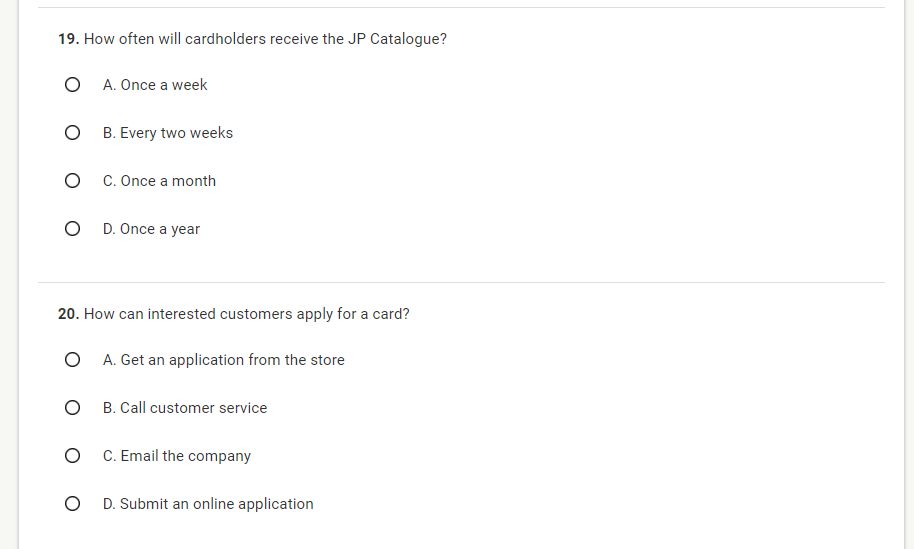 19. How often will cardholders receive the JP Catalogue?
A. Once a week
B. Every two weeks
C. Once a month
D. Once a year
20. How can interested customers apply for a card?
A. Get an application from the store
B. Call customer service
C. Email the company
D. Submit an online application